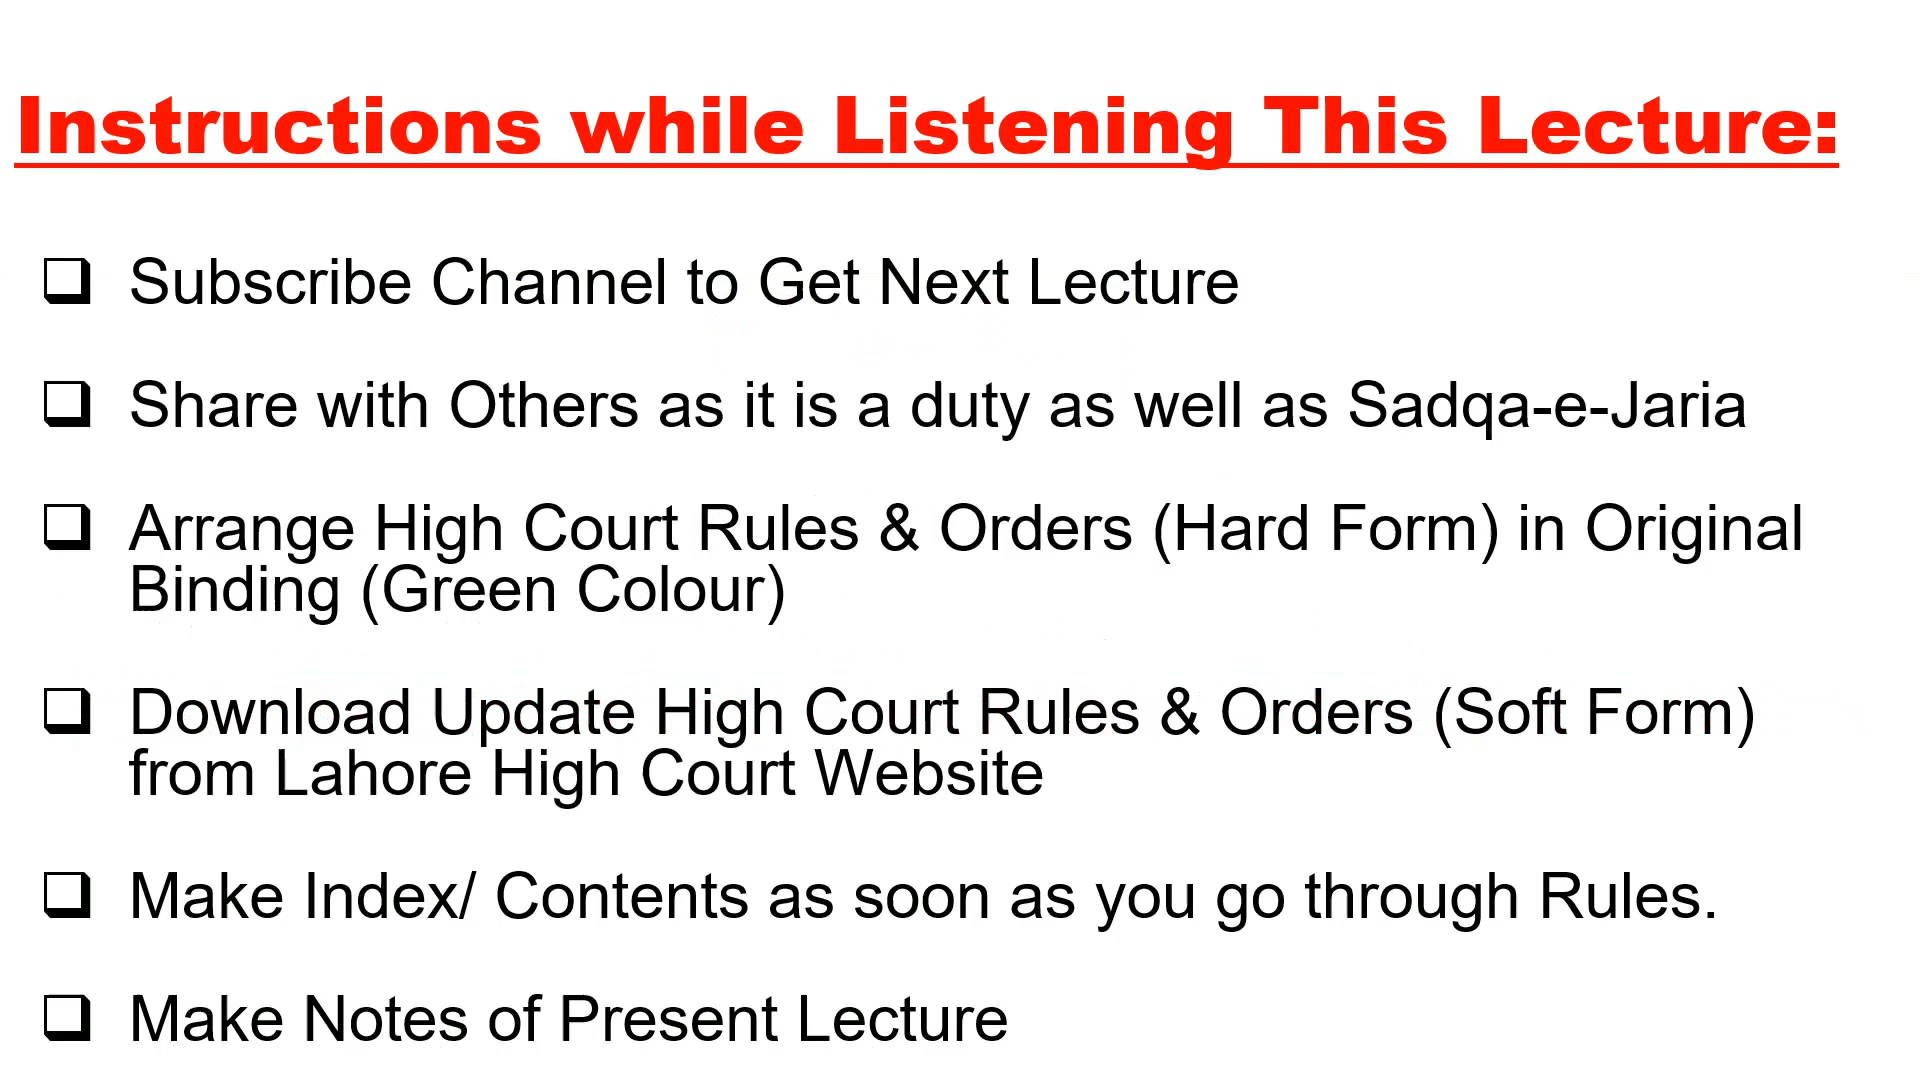 Instructions while Listening This Lecture:
❑ Subscribe Channel to Get Next Lecture
❑ Share with Others as it is a duty as well as Sadqa-e-Jaria
❑ Arrange High Court Rules & Orders (Hard Form) in Original
Binding (Green Colour)
❑ Download Update High Court Rules & Orders (Soft Form)
from Lahore High Court Website
❑ Make Index/ Contents as soon as you go through Rules.
❑ Make Notes of Present Lecture